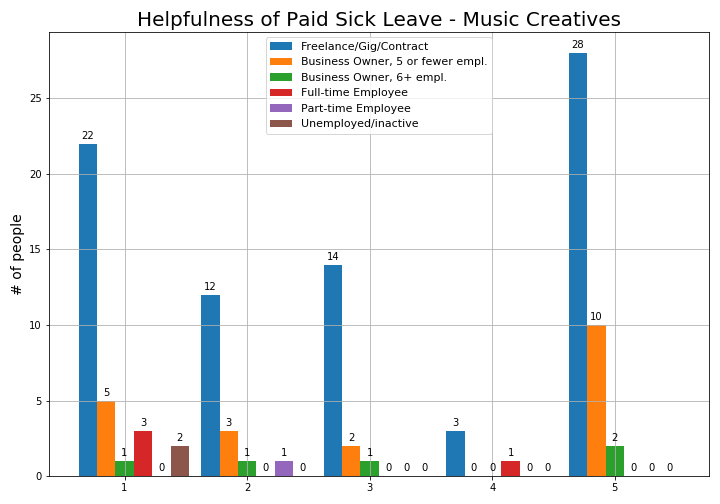 Helpfulness of Paid Sick Leave - Music Creatives
Freelance/Gig/Contract
Business Owner, 5 or fewer empl.
Business Owner, 6+ empl.
Full-time Employee
Part-time Employee
Unemployed/inactive
# of people
25
20
15
10
5
0
22 5 1 3 0 2
12 3 1 0 1 0
14 2 1 0 0 0
3 0 0 1 0 0
28 10 2 0 0 0
1 2 3 4 5